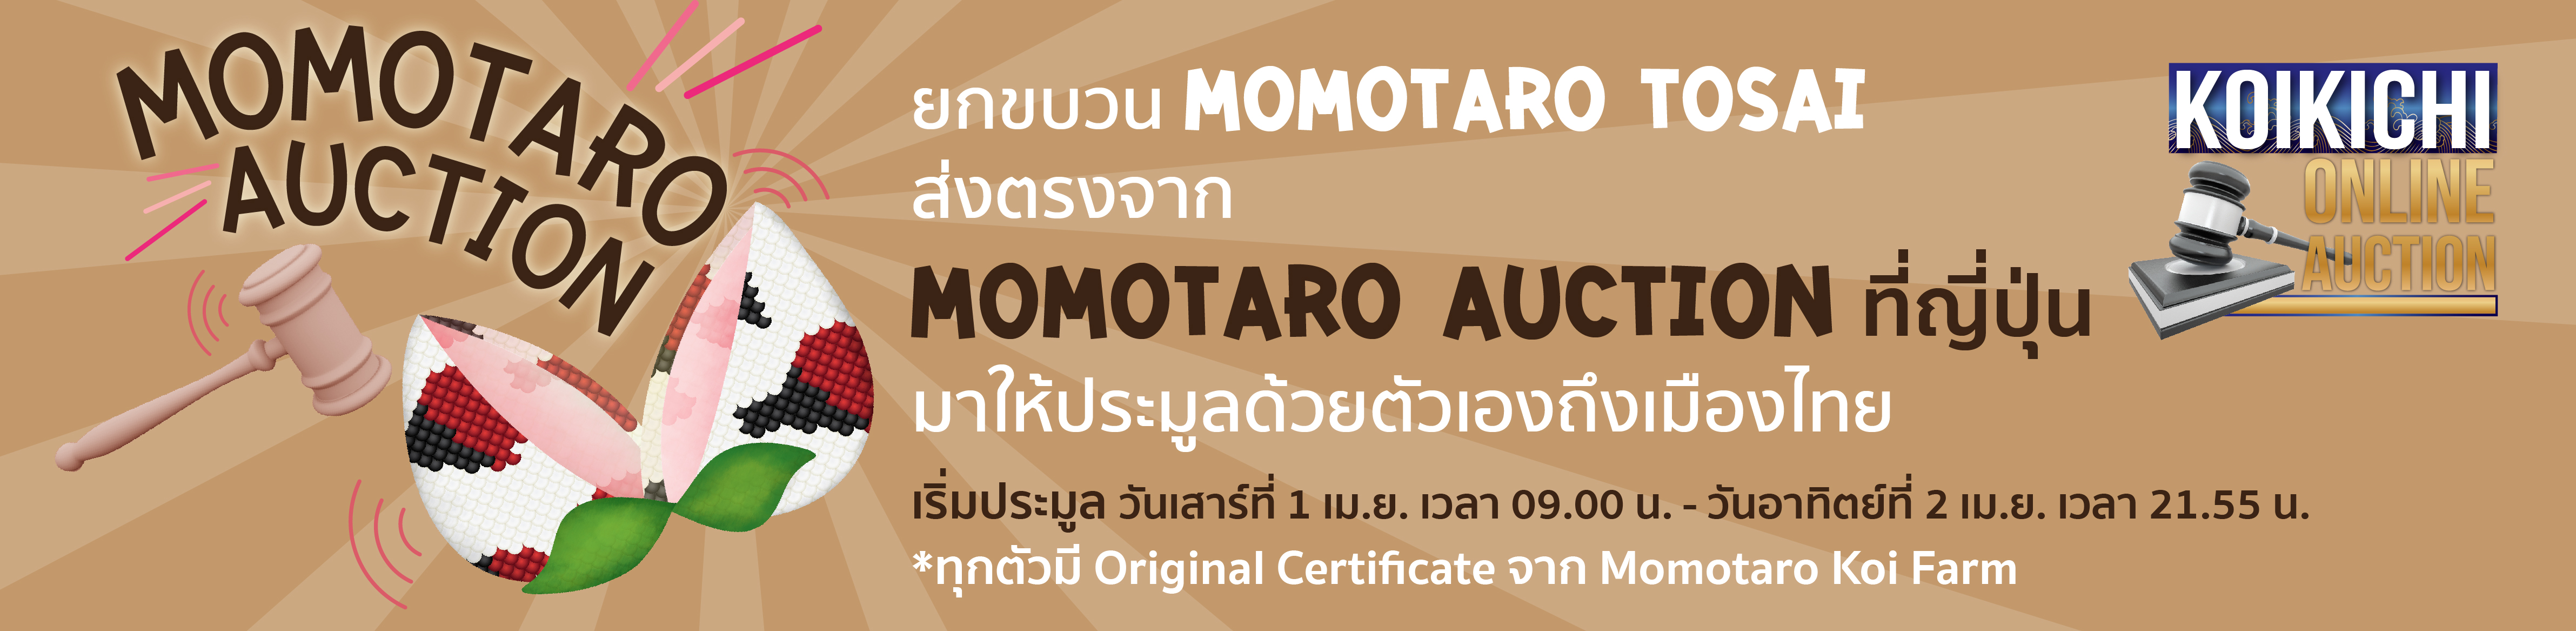 MOMOTARO
AUCTION
ยกขบวน MOMOTARO TOSAI
ส่งตรงจาก
MOMOTARO AUCTION ที่ญี่ปุ่น
มาให้ประมูลด้วยตัวเองถึงเมืองไทย
เริ่มประมูล วันเสาร์ที่ 1 เม.ย. เวลา 09.00 น. - วันอาทิตย์ที่ 2 เม.ย. เวลา 21.55 น.
*ทุกตัวมี Original Certificate จาก Momotaro Koi Farm
KOIKICHI
ONLINE
AUCTION